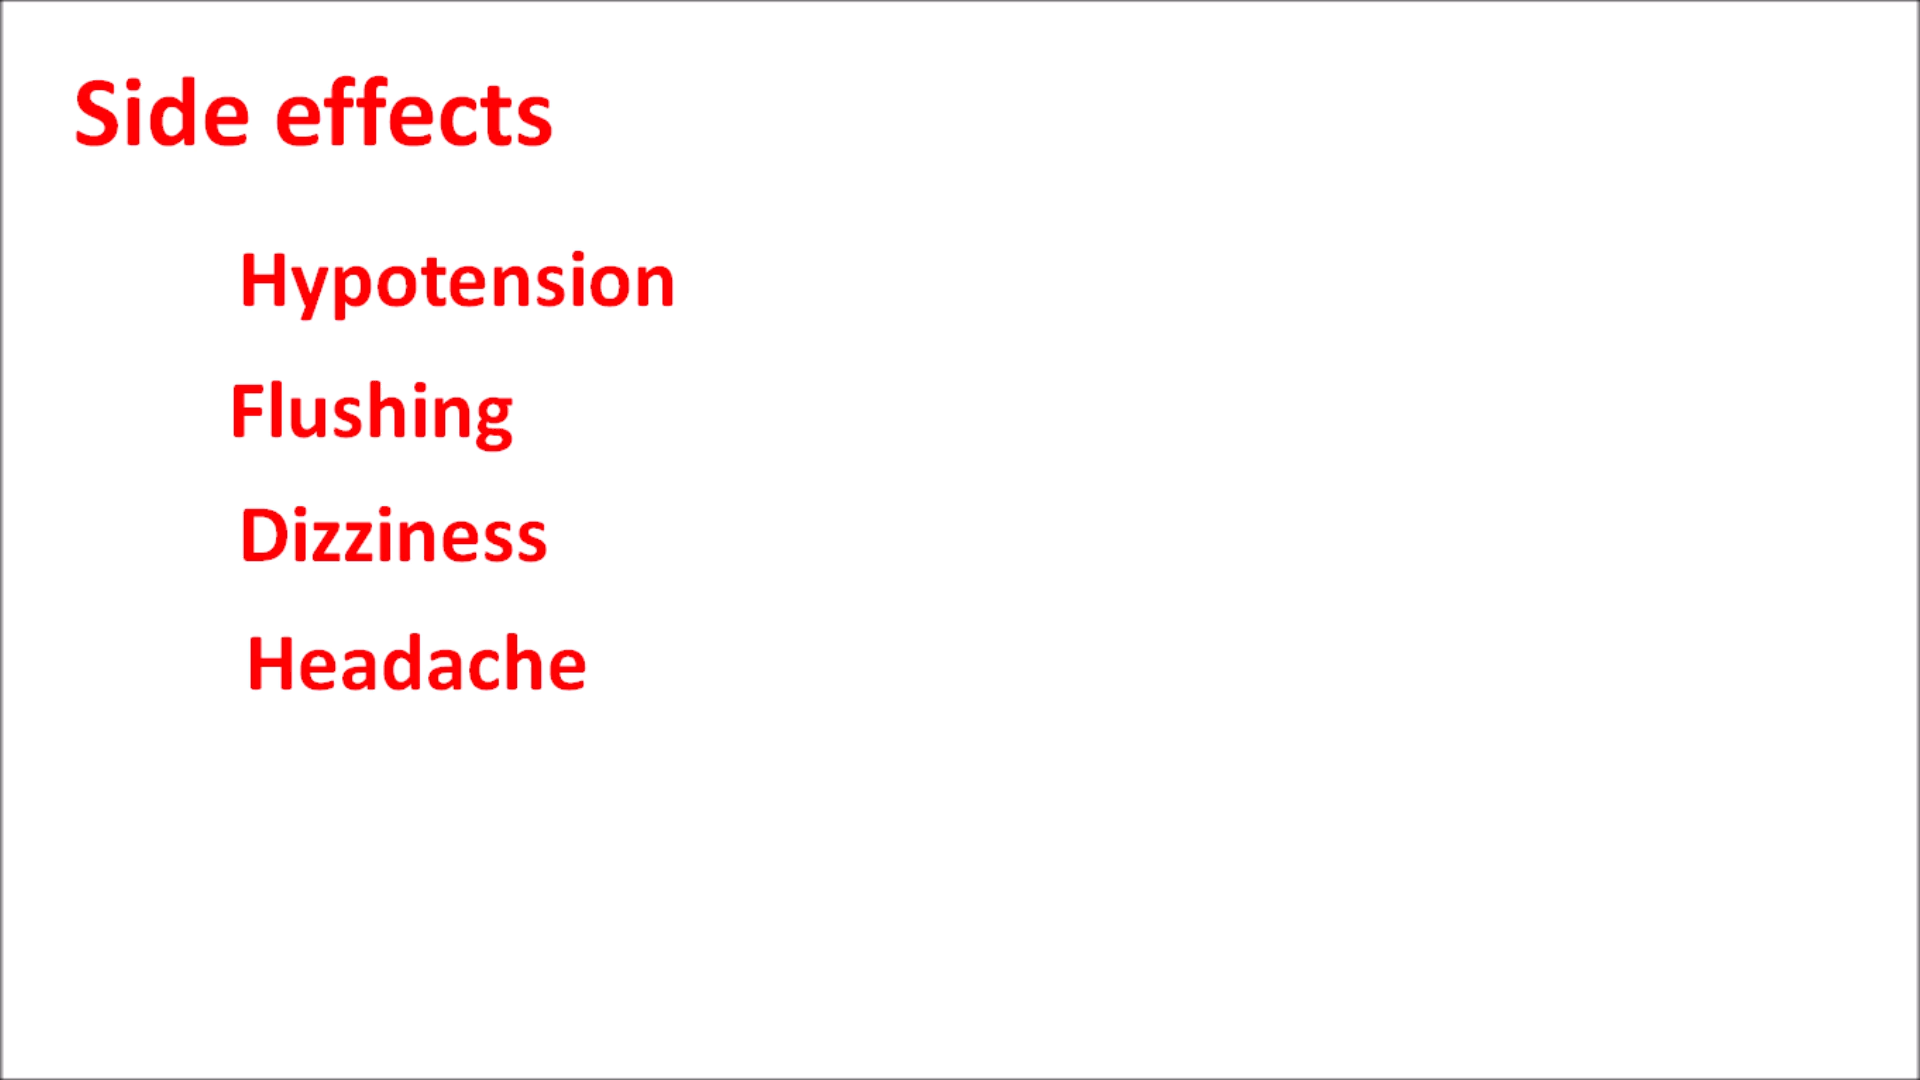 Side effects
Hypotension
Flushing
Dizziness
Headache